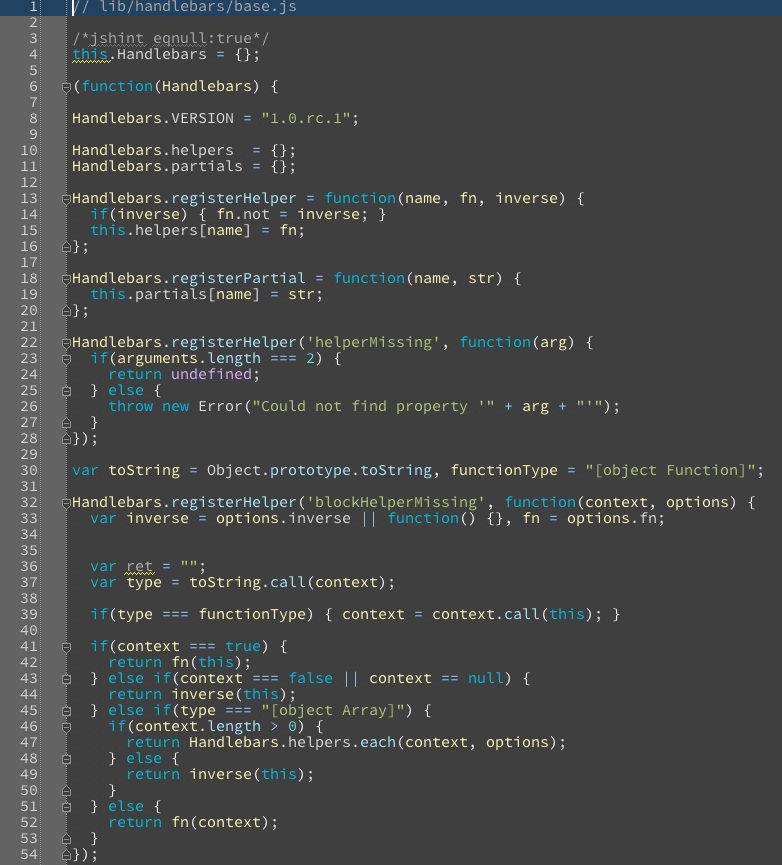 1 // lib/handlebars/base.js
2
3 /*jshint eqnull:true*/
4 this.Handlebars = {};
5
6 (function(Handlebars) {
7
8 Handlebars.VERSION = "1.0.rc.1";
9
10 Handlebars.helpers  = {};
11 Handlebars.partials = {};
12
13 Handlebars.registerHelper = function(name, fn, inverse) {
14   if(inverse) { fn.not = inverse; }
15   this.helpers[name] = fn;
16 };
17
18 Handlebars.registerPartial = function(name, str) {
19   this.partials[name] = str;
20 };
21
22 Handlebars.registerHelper('helperMissing', function(arg) {
23   if(arguments.length === 2) {
24     return undefined;
25   } else {
26     throw new Error("Could not find property '" + arg + "'");
27   }
28 });
29
30 var toString = Object.prototype.toString, functionType = "[object Function]";
31
32 Handlebars.registerHelper('blockHelperMissing', function(context, options) {
33   var inverse = options.inverse || function() {}, fn = options.fn;
34
35
36   var ret = "";
37   var type = toString.call(context);
38
39   if(type === functionType) { context = context.call(this); }
40
41   if(context === true) {
42     return fn(this);
43   } else if(context === false || context == null) {
44     return inverse(this);
45   } else if(type === "[object Array]") {
46     if(context.length > 0) {
47       return Handlebars.helpers.each(context, options);
48     } else {
49       return inverse(this);
50     }
51   } else {
52     return fn(context);
53   }
54 });